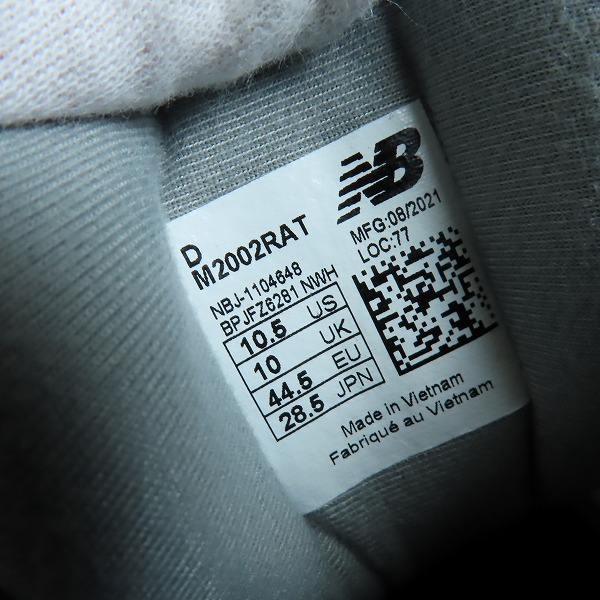 NB
MFG:08/2021
LOC:77
D
M2002RAT
NBJ-1104648
BPJFZ6281 NWH
10.5 US
10 UK
44.5 EU
28.5 JPN
Made in Vietnam
Fabriqué au Vietnam